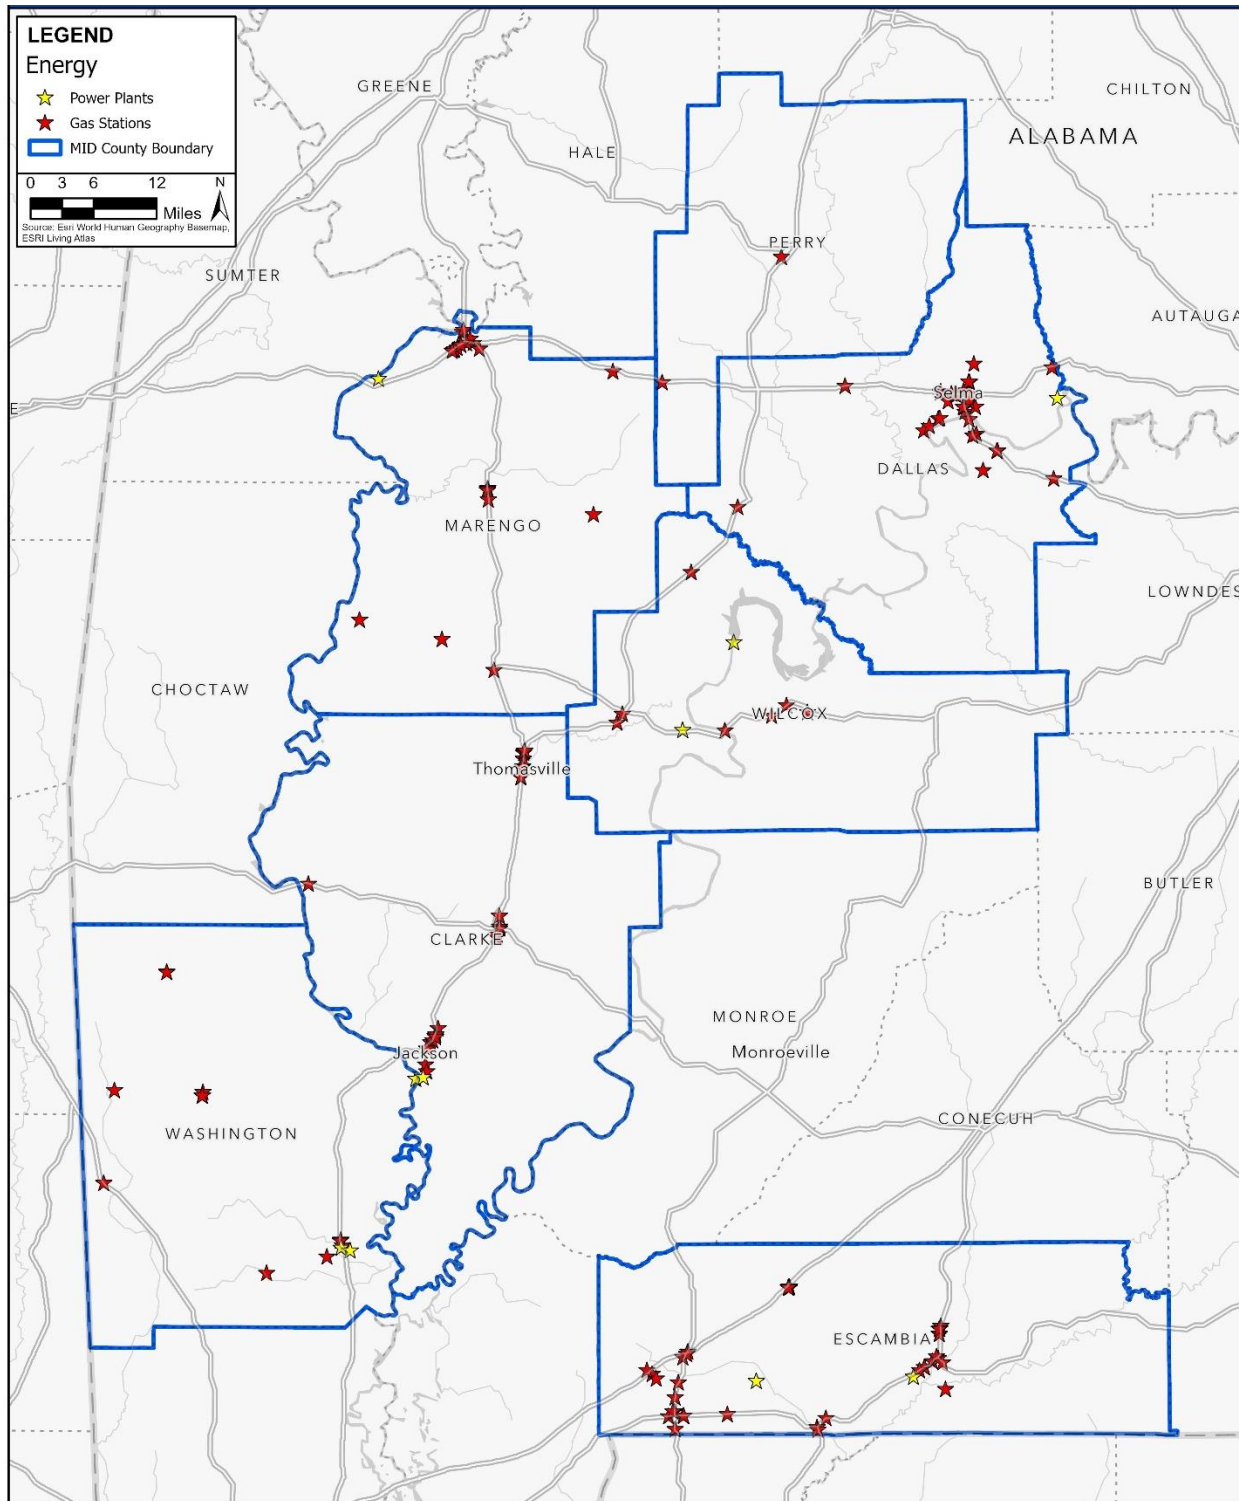 LEGEND
Energy
Power Plants
Gas Stations
MID County Boundary
0 3 6 12
Miles
N
Source: Esri World Human Geography Basemap,
ESRI Living Atlas
GREENE
CHILTON
ALABAMA
HALE
PERRY
SUMTER
AUTAUGA
E
Selma
DALLAS
MARENGO
LOWNDES
CHOCTAW
WILCOX
Thomasville
BUTLER
CLARKE
MONROE
Jackson
Monroeville
CONECUH
WASHINGTON
ESCAMBIA